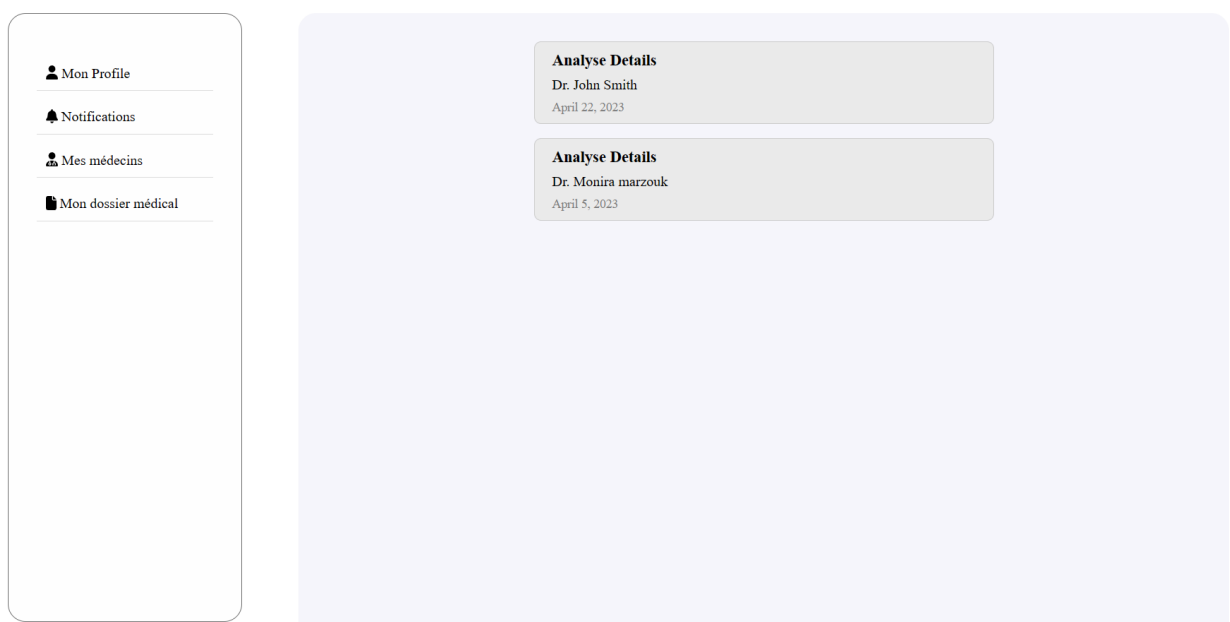 Mon Profile
Notifications
Mes médecins
Mon dossier médical
Analyse Details
Dr. John Smith
April 22, 2023
Analyse Details
Dr. Monira marzouk
April 5, 2023